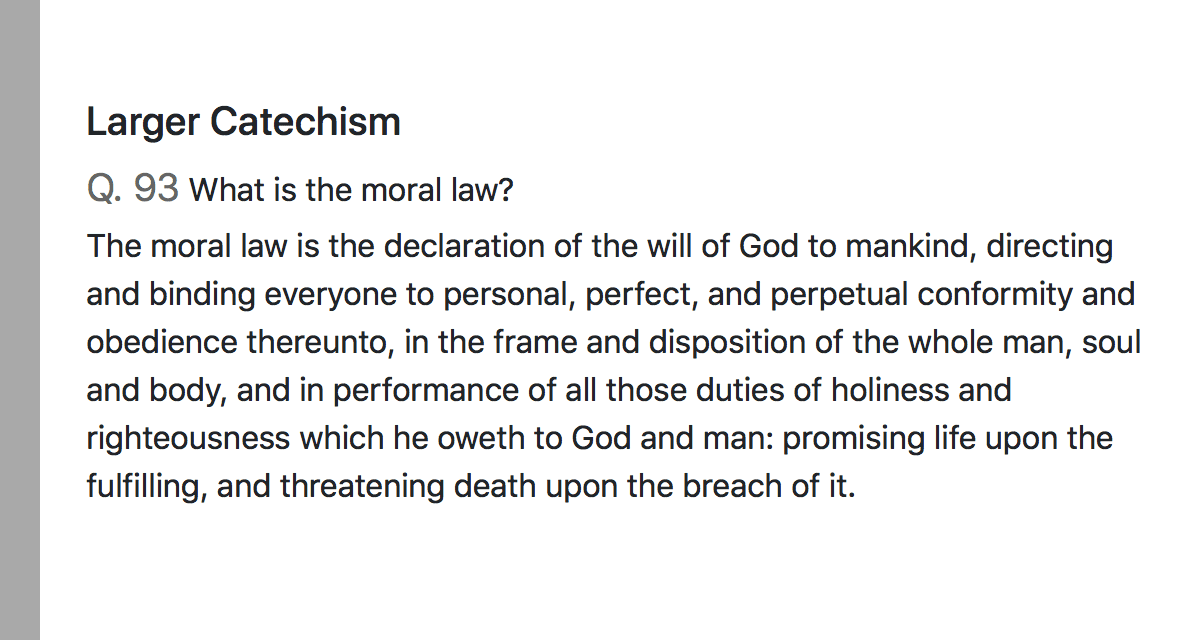 Larger Catechism
Q. 93 What is the moral law?
The moral law is the declaration of the will of God to mankind, directing
and binding everyone to personal, perfect, and perpetual conformity and
obedience thereunto, in the frame and disposition of the whole man, soul
and body, and in performance of all those duties of holiness and
righteousness which he oweth to God and man: promising life upon the
fulfilling, and threatening death upon the breach of it.